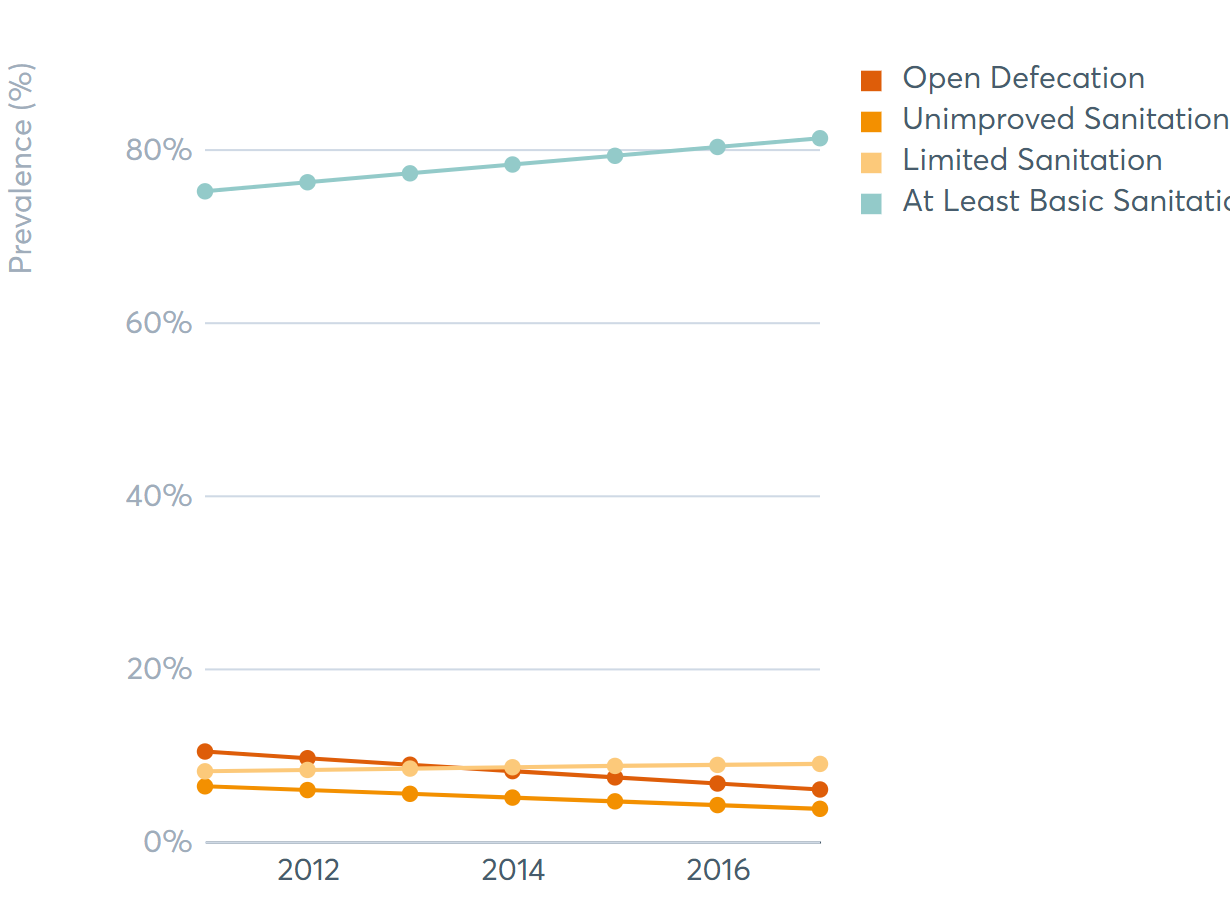 Prevalence (%)
80%
60%
40%
20%
0%
2012
2014
2016
Open Defecation
Unimproved Sanitation
Limited Sanitation
At Least Basic Sanitatio